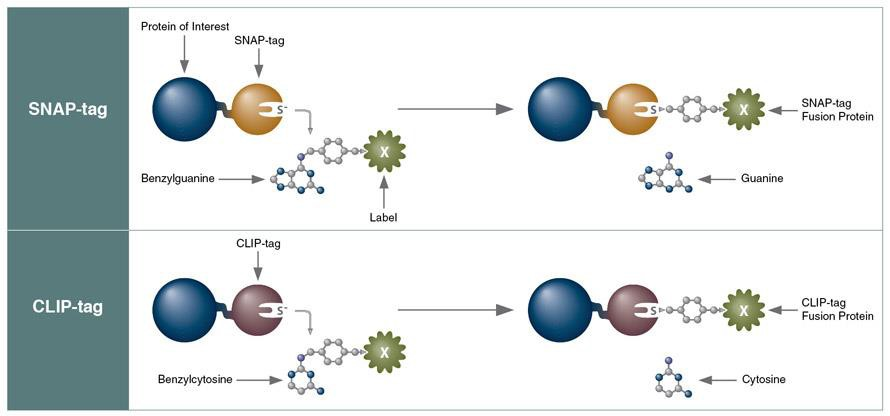 SNAP-tag
Protein of Interest
SNAP-tag
S-
X
Benzylguanine
Label
S
X
SNAP-tag
Fusion Protein
Guanine
CLIP-tag
CLIP-tag
S-
X
Benzylcytosine
S
X
CLIP-tag
Fusion Protein
Cytosine